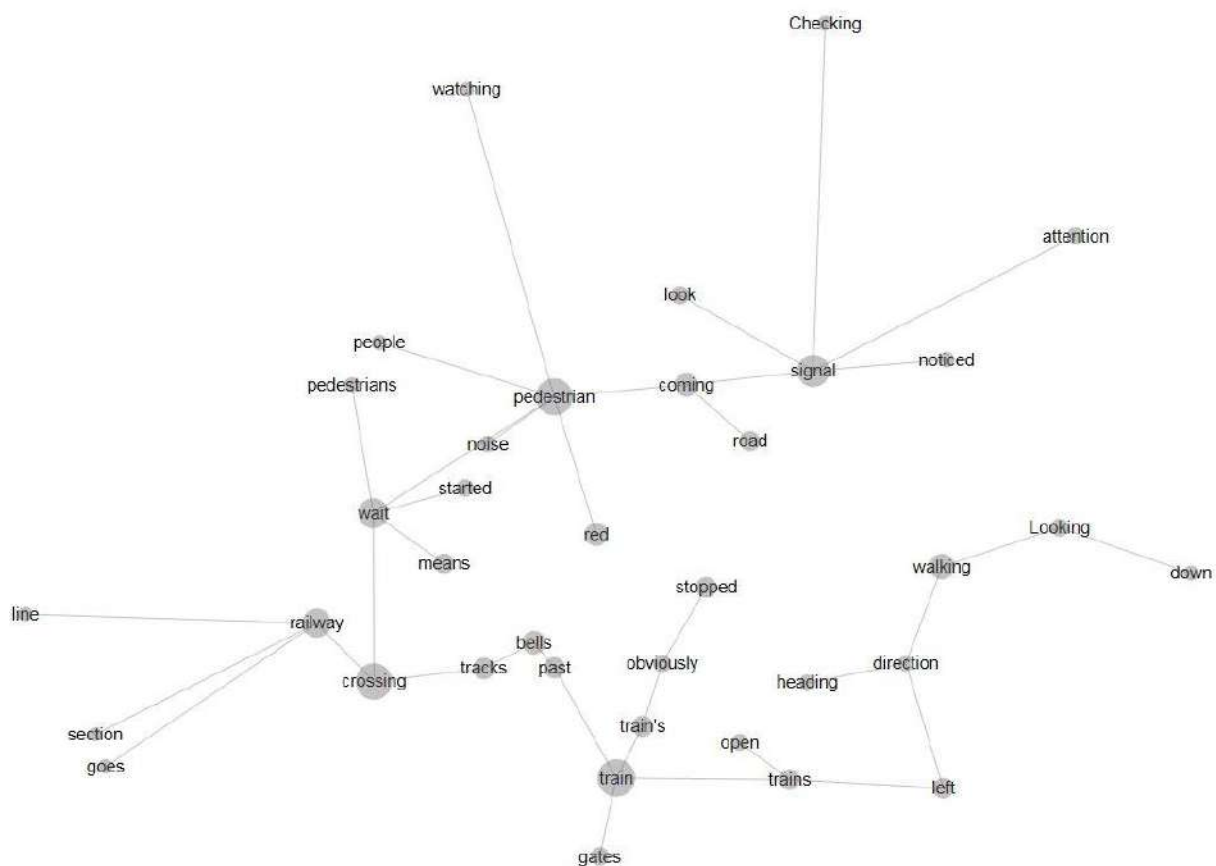 Checking
watching
attention
look
people
noticed
signal
pedestrians
coming
pedestrian
road
noise
started
wait
red
Looking
means
walking
down
stopped
line
railway
bells
tracks
past
obviously
direction
crossing
heading
train's
section
open
goes
train
trains
left
gates